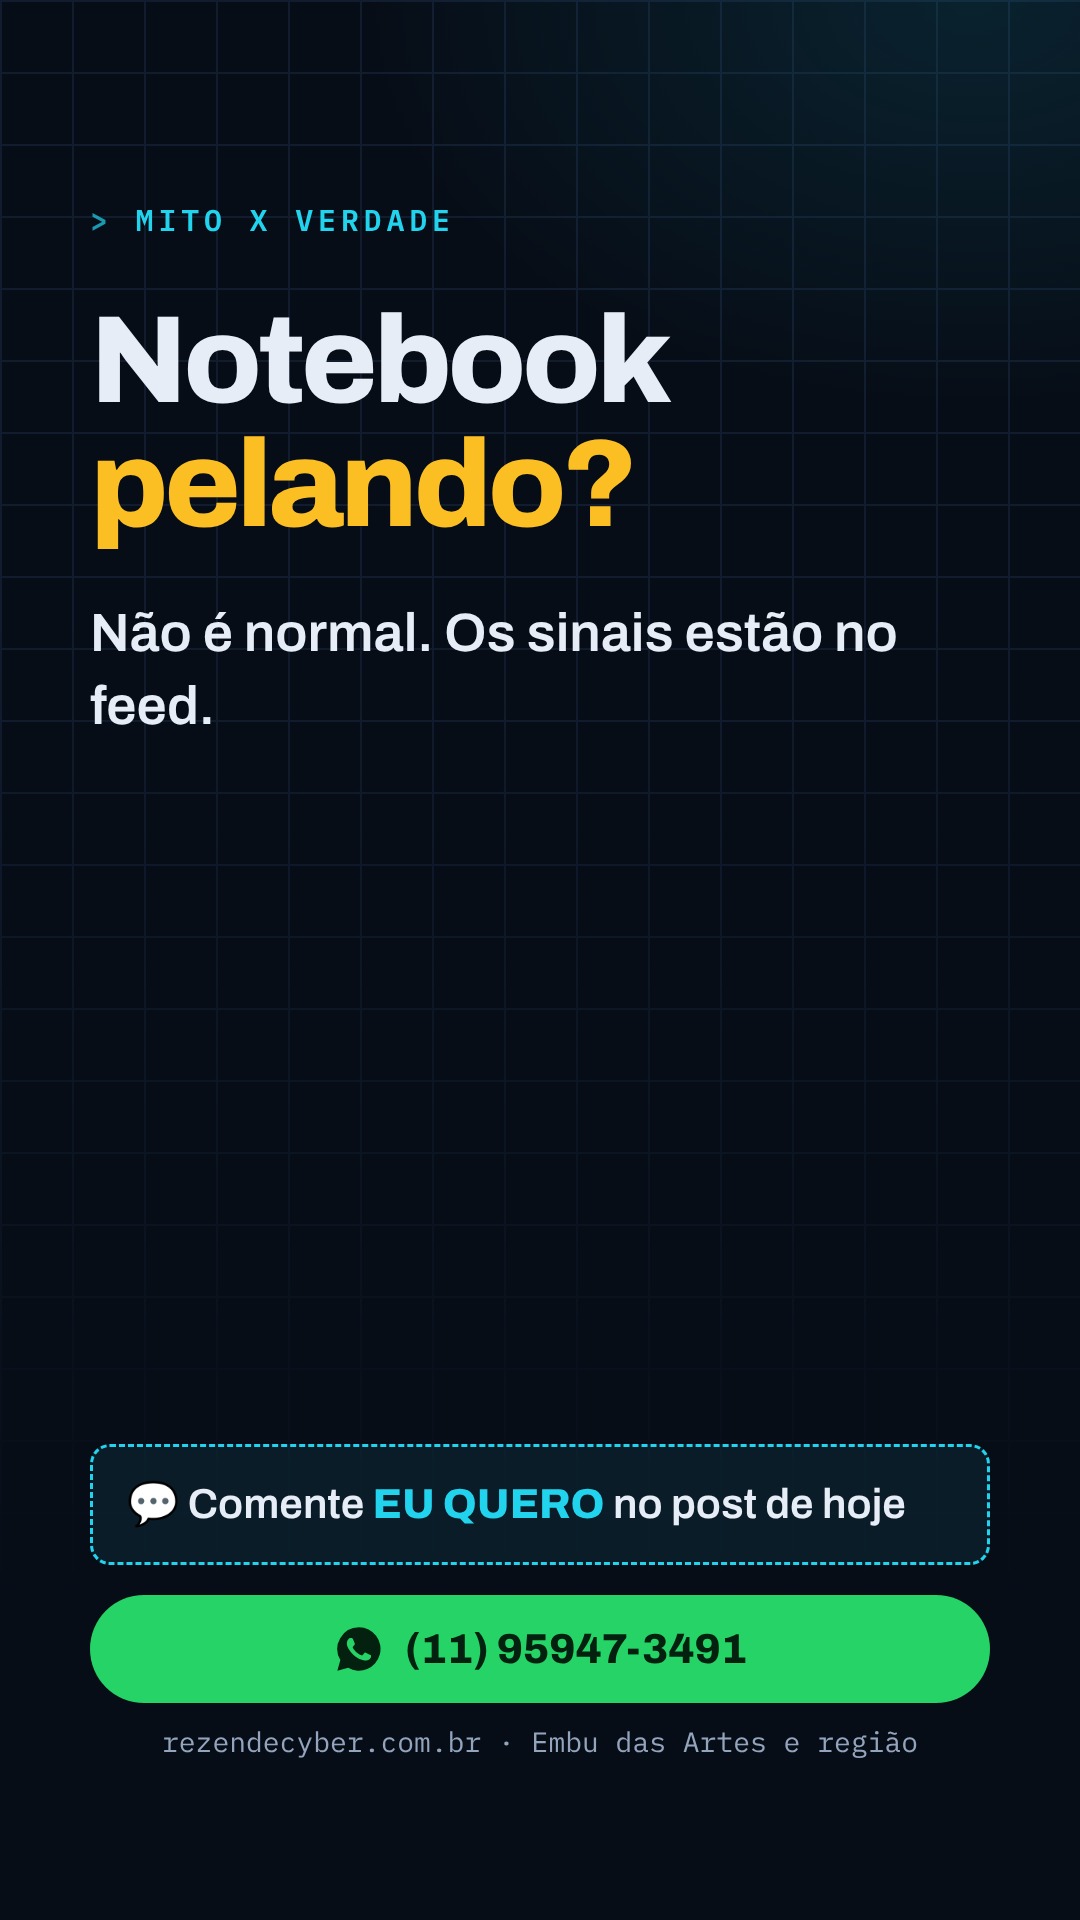 > MITO X VERDADE
Notebook
pelando?
Não é normal. Os sinais estão no
feed.
💬 Comente EU QUERO no post de hoje
(11) 95947-3491
rezendecyber.com.br · Embu das Artes e região